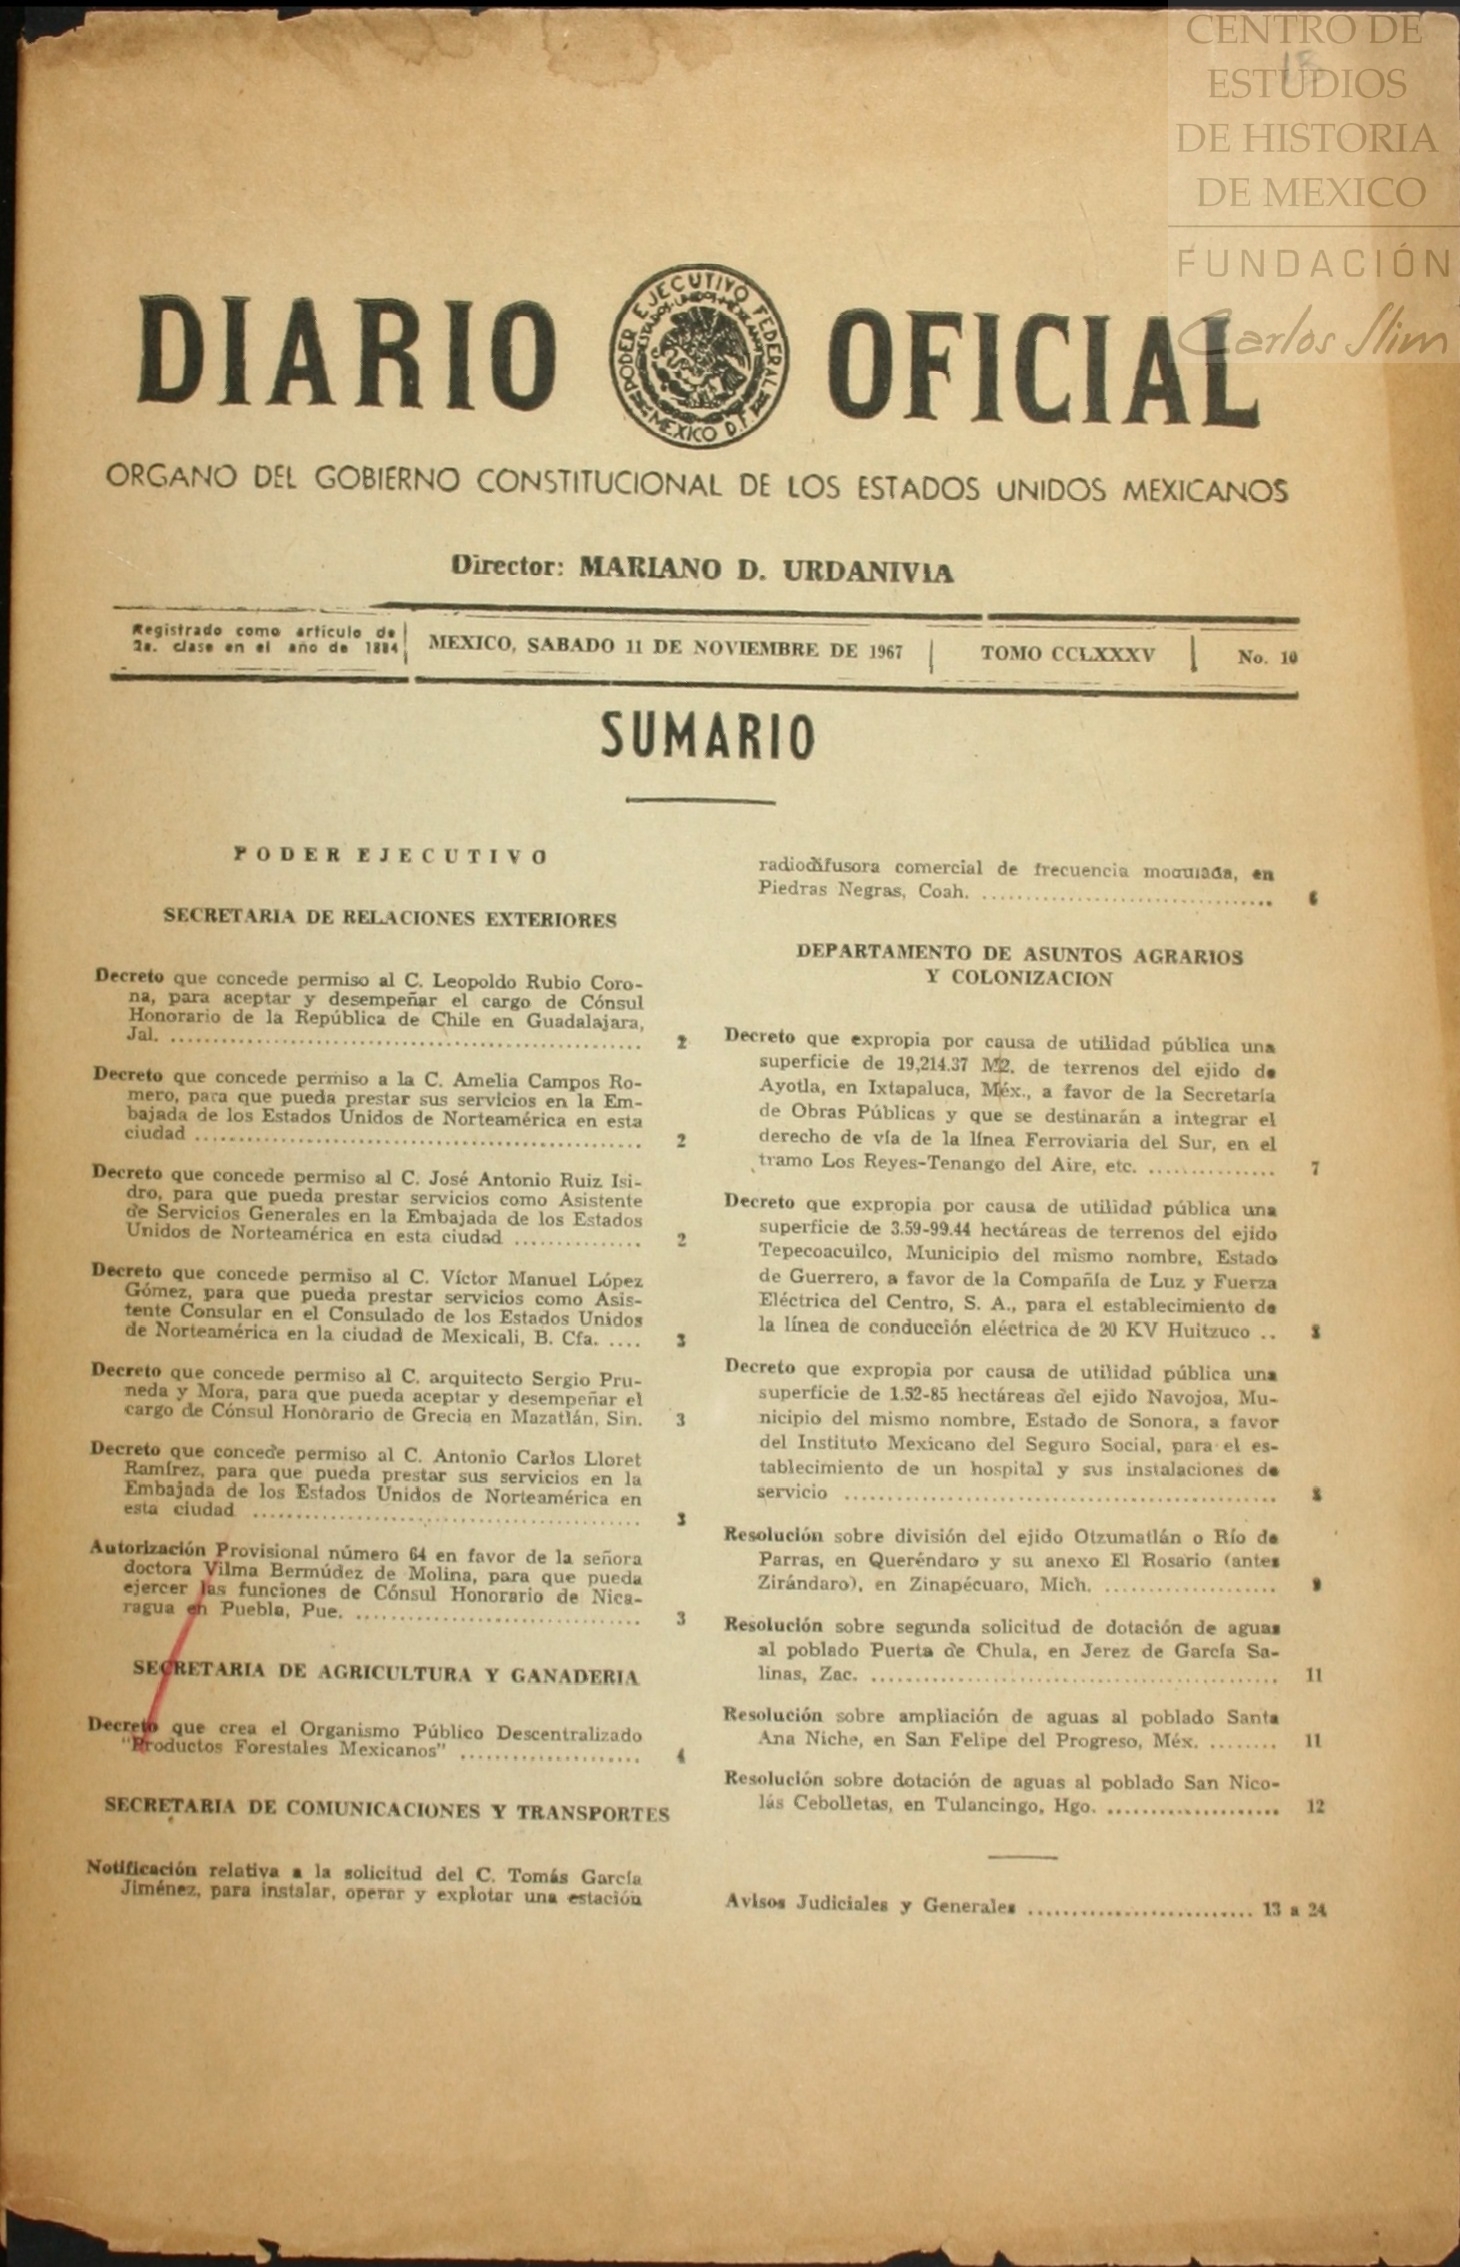 CENTRO DE
ESTUDIOS
DE HISTORIA
DE MEXICO
FUNDACIÓN
Carlos Slim
DIARIO OFICIAL
PODER EJECUTIVO FEDERAL
ESTADOS UNIDOS MEXICANOS
MEXICO D.F.
ORGANO DEL GOBIERNO CONSTITUCIONAL DE LOS ESTADOS UNIDOS MEXICANOS
Director: MARIANO D. URDANIVIA
Registrado como artículo de
2a. clase en el año de 1884
MEXICO, SABADO 11 DE NOVIEMBRE DE 1967
TOMO CCLXXXV
No. 10
SUMARIO
PODER EJECUTIVO
SECRETARIA DE RELACIONES EXTERIORES
Decreto que concede permiso al C. Leopoldo Rubio Coro-
na, para aceptar y desempeñar el cargo de Cónsul
Honorario de la República de Chile en Guadalajara,
Jal. .................................................... 2
Decreto que concede permiso a la C. Amelia Campos Ro-
mero, para que pueda prestar sus servicios en la Em-
bajada de los Estados Unidos de Norteamérica en esta
ciudad .................................................. 2
Decreto que concede permiso al C. José Antonio Ruiz Isi-
dro, para que pueda prestar servicios como Asistente
de Servicios Generales en la Embajada de los Estados
Unidos de Norteamérica en esta ciudad ............... 2
Decreto que concede permiso al C. Víctor Manuel López
Gómez, para que pueda prestar servicios como Asis-
tente Consular en el Consulado de los Estados Unidos
de Norteamérica en la ciudad de Mexicali, B. Cfa. .... 3
Decreto que concede permiso al C. arquitecto Sergio Pru-
neda y Mora, para que pueda aceptar y desempeñar el
cargo de Cónsul Honorario de Grecia en Mazatlán, Sin. 3
Decreto que concede permiso al C. Antonio Carlos Lloret
Ramírez, para que pueda prestar sus servicios en la
Embajada de los Estados Unidos de Norteamérica en
esta ciudad ............................................ 3
Autorización Provisional número 64 en favor de la señora
doctora Vilma Bermúdez de Molina, para que pueda
ejercer las funciones de Cónsul Honorario de Nica-
ragua en Puebla, Pue. ................................ 3
SECRETARIA DE AGRICULTURA Y GANADERIA
Decreto que crea el Organismo Público Descentralizado
"Productos Forestales Mexicanos" ..................... 4
SECRETARIA DE COMUNICACIONES Y TRANSPORTES
Notificación relativa a la solicitud del C. Tomás García
Jiménez, para instalar, operar y explotar una estación
radiodifusora comercial de frecuencia modulada, en
Piedras Negras, Coah. ................................. 6
DEPARTAMENTO DE ASUNTOS AGRARIOS
Y COLONIZACION
Decreto que expropia por causa de utilidad pública una
superficie de 19,214.37 M2. de terrenos del ejido de
Ayotla, en Ixtapaluca, Méx., a favor de la Secretaría
de Obras Públicas y que se destinarán a integrar el
derecho de vía de la línea Ferroviaria del Sur, en el
tramo Los Reyes-Tenango del Aire, etc. ............... 7
Decreto que expropia por causa de utilidad pública una
superficie de 3.59-99.44 hectáreas de terrenos del ejido
Tepecoacuilco, Municipio del mismo nombre, Estado
de Guerrero, a favor de la Compañía de Luz y Fuerza
Eléctrica del Centro, S. A., para el establecimiento de
la línea de conducción eléctrica de 20 KV Huitzuco .. 8
Decreto que expropia por causa de utilidad pública una
superficie de 1.52-85 hectáreas del ejido Navojoa, Mu-
nicipio del mismo nombre, Estado de Sonora, a favor
del Instituto Mexicano del Seguro Social, para el es-
tablecimiento de un hospital y sus instalaciones de
servicio ................................................ 8
Resolución sobre división del ejido Otzumatlán o Río de
Parras, en Queréndaro y su anexo El Rosario (antes
Zirándaro), en Zinapécuaro, Mich. .................... 9
Resolución sobre segunda solicitud de dotación de aguas
al poblado Puerta de Chula, en Jerez de García Sa-
linas, Zac. .............................................. 11
Resolución sobre ampliación de aguas al poblado Santa
Ana Niche, en San Felipe del Progreso, Méx. ........ 11
Resolución sobre dotación de aguas al poblado San Nico-
lás Cebolletas, en Tulancingo, Hgo. .................... 12
Avisos Judiciales y Generales .......................... 13 a 24